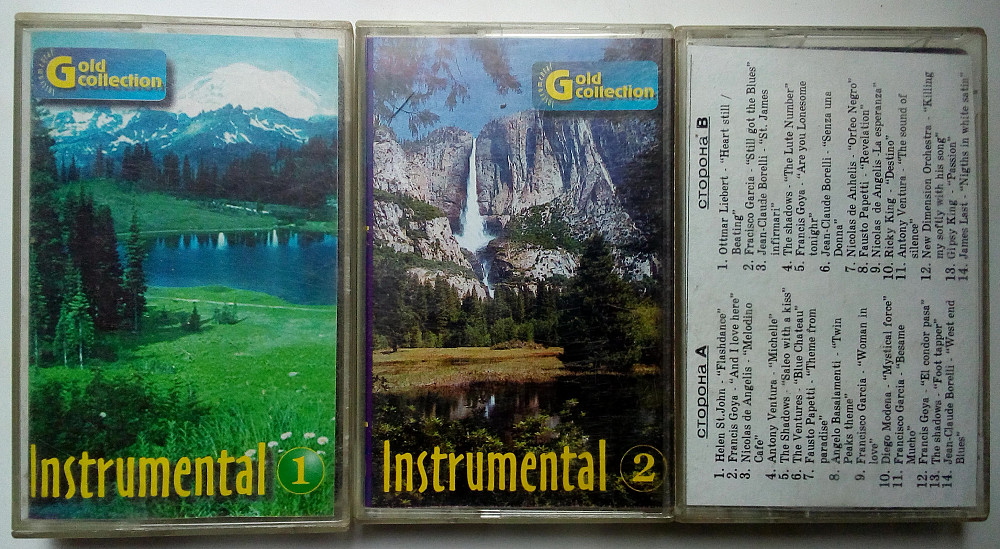 Gold
collection
Instrumental 1
Gold
collection
Instrumental 2
сторона A
1. Helen St.John - "Flashdance"
2. Francis Goya - "And I love here"
3. Nicolas de Angelis - "Melodino
Cafe"
4. Antony Ventura - "Michelle"
5. The Shadows - "Saleo with a kiss"
6. The Ventures - "Blue Chateau"
7. Fausto Papetti - "Theme from
paradise"
8. Angelo Basaiamenti - "Twin
Peaks theme"
9. Francisco Garcia - "Woman in
love"
10. Diego Modena - "Mystical force"
11. Francisco Garcia - "Besame
Mucho"
12. Francis Goya - "El condor pasa"
13. The shadows - "Foot tapper"
14. Jean-Claude Borelli - "West end
Blues"
сторона B
1. Ottmar Liebert - "Heart still /
Beating"
2. Fracisco Garcia - "Still got the Blues"
3. Jean-Claude Borelli - "St. James
infirmari"
4. The shadows - "The Lute Number"
5. Francis Goya - "Are you Lonesome
tonighr"
6. Jean-Claude Borelli - "Senza una
Donna"
7. Nicolas de Anhelis - "Orfeo Negro"
8. Fausto Papetti - "Revelation"
9. Nicolas de Angelis -La esperanza"
10. Ricky King - "Destino"
11. Antony Ventura - "The sound of
silence"
12. New Dimension Orchestra - "Killing
my softly with his song"
13. Gipsy King - "Passion"
14. James Last - "Nigths in white satin"